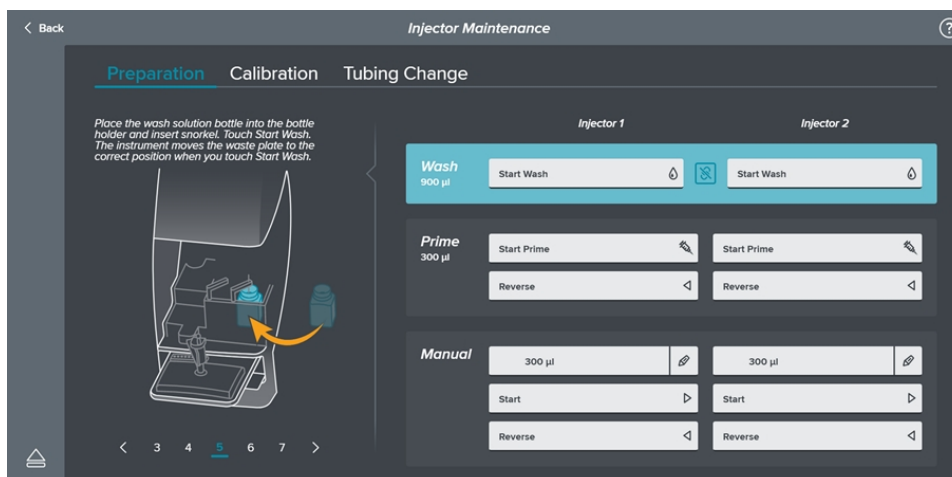 Back
Injector Maintenance
?
Preparation Calibration Tubing Change
Place the wash solution bottle into the bottle
holder and insert snorkel. Touch Start Wash.
The instrument moves the waste plate to the
correct position when you touch Start Wash.
3 4 5 6 7
Injector 1 Injector 2
Wash
900 µl
Start Wash Start Wash
Prime
300 µl
Start Prime Start Prime
Reverse Reverse
Manual
300 µl 300 µl
Start Start
Reverse Reverse